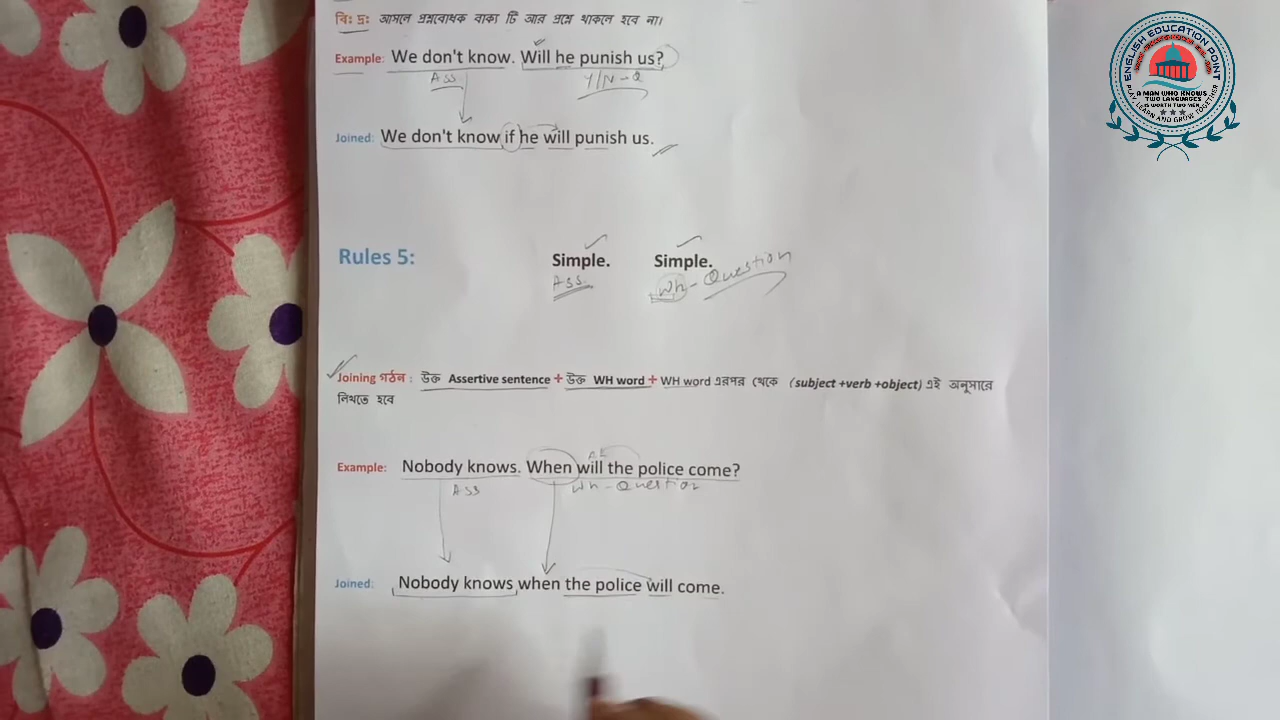 বি: দ্র: আসলে প্রশ্নবোধক বাক্য টি আর প্রশ্নে থাকলে হবে না।
Example: We don't know. Will he punish us?
Ass Y/N-Q
Joined: We don't know if he will punish us.
Rules 5: Simple. Simple.
Ass. Wh-Question
Joining গঠন : উক্ত Assertive sentence + উক্ত WH word + WH word এরপর থেকে (subject +verb +object) এই অনুসারে
লিখতে হবে
Example: Nobody knows. When will the police come?
Ass Wh-Question
Joined: Nobody knows when the police will come.
ENGLISH EDUCATION POINT
A MAN WHO KNOWS
TWO LANGUAGES
IS WORTH TWO MEN
PLAY, LEARN AND GROW TOGETHER